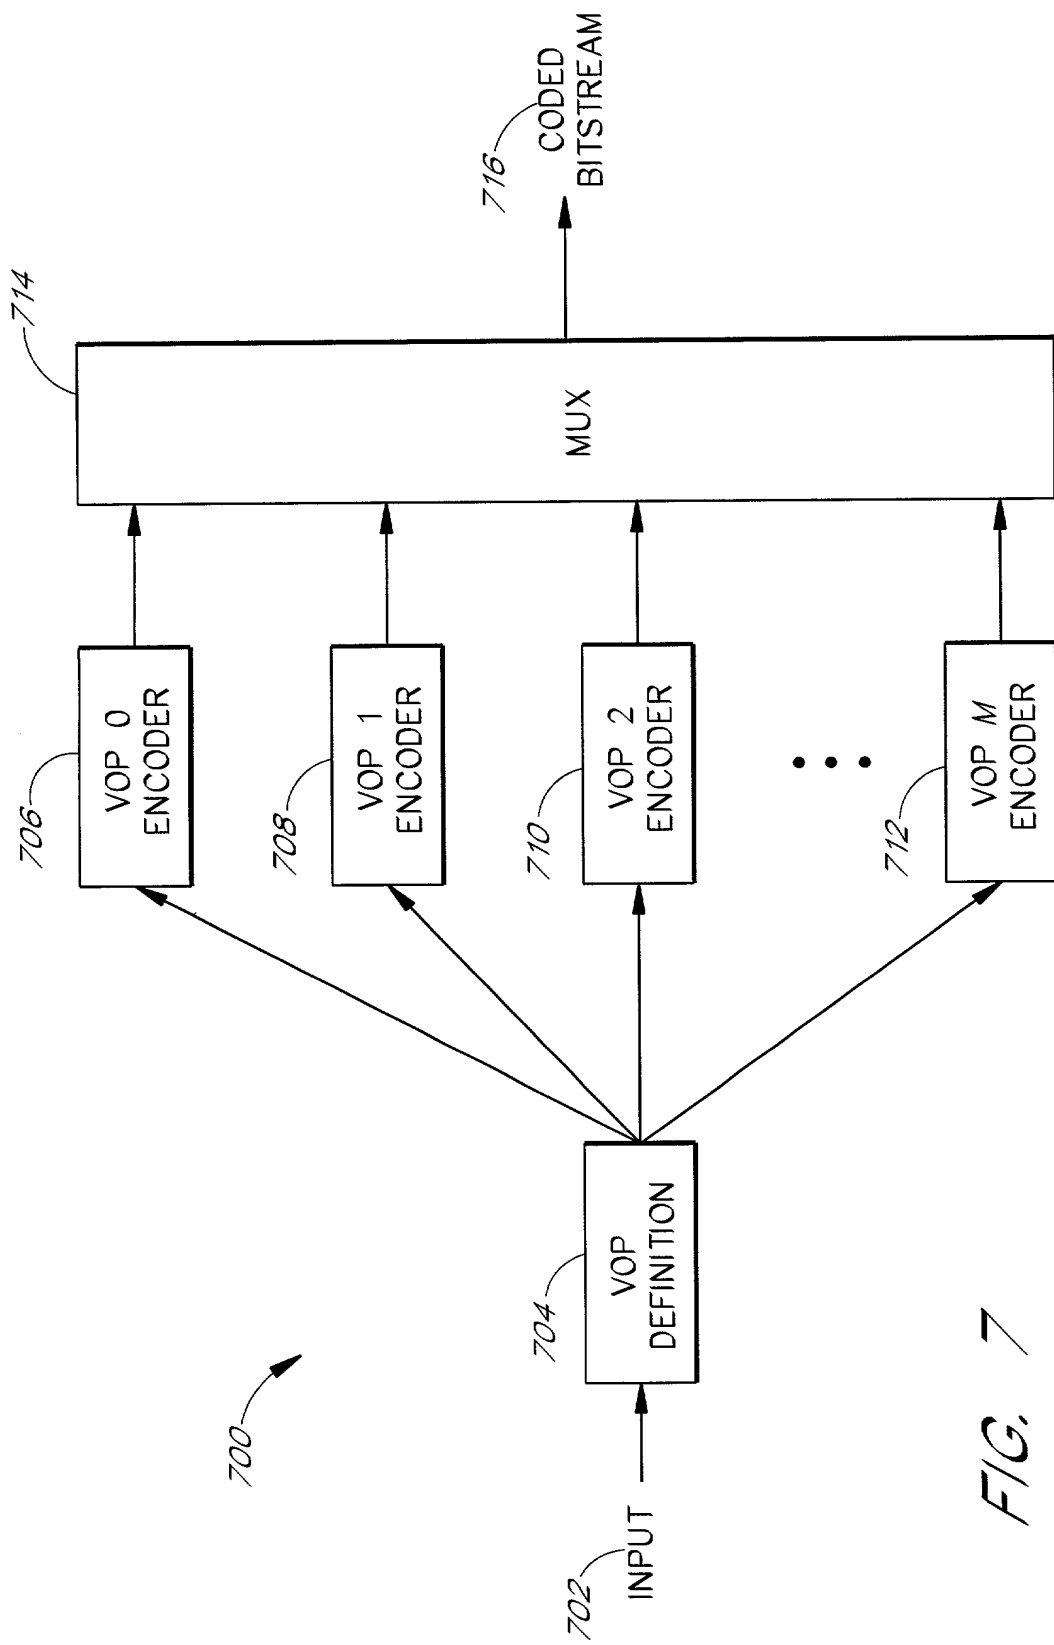 700
702
INPUT
704
VOP
DEFINITION
706
VOP 0
ENCODER
708
VOP 1
ENCODER
710
VOP 2
ENCODER
712
VOP M
ENCODER
714
MUX
716
CODED
BITSTREAM
FIG. 7